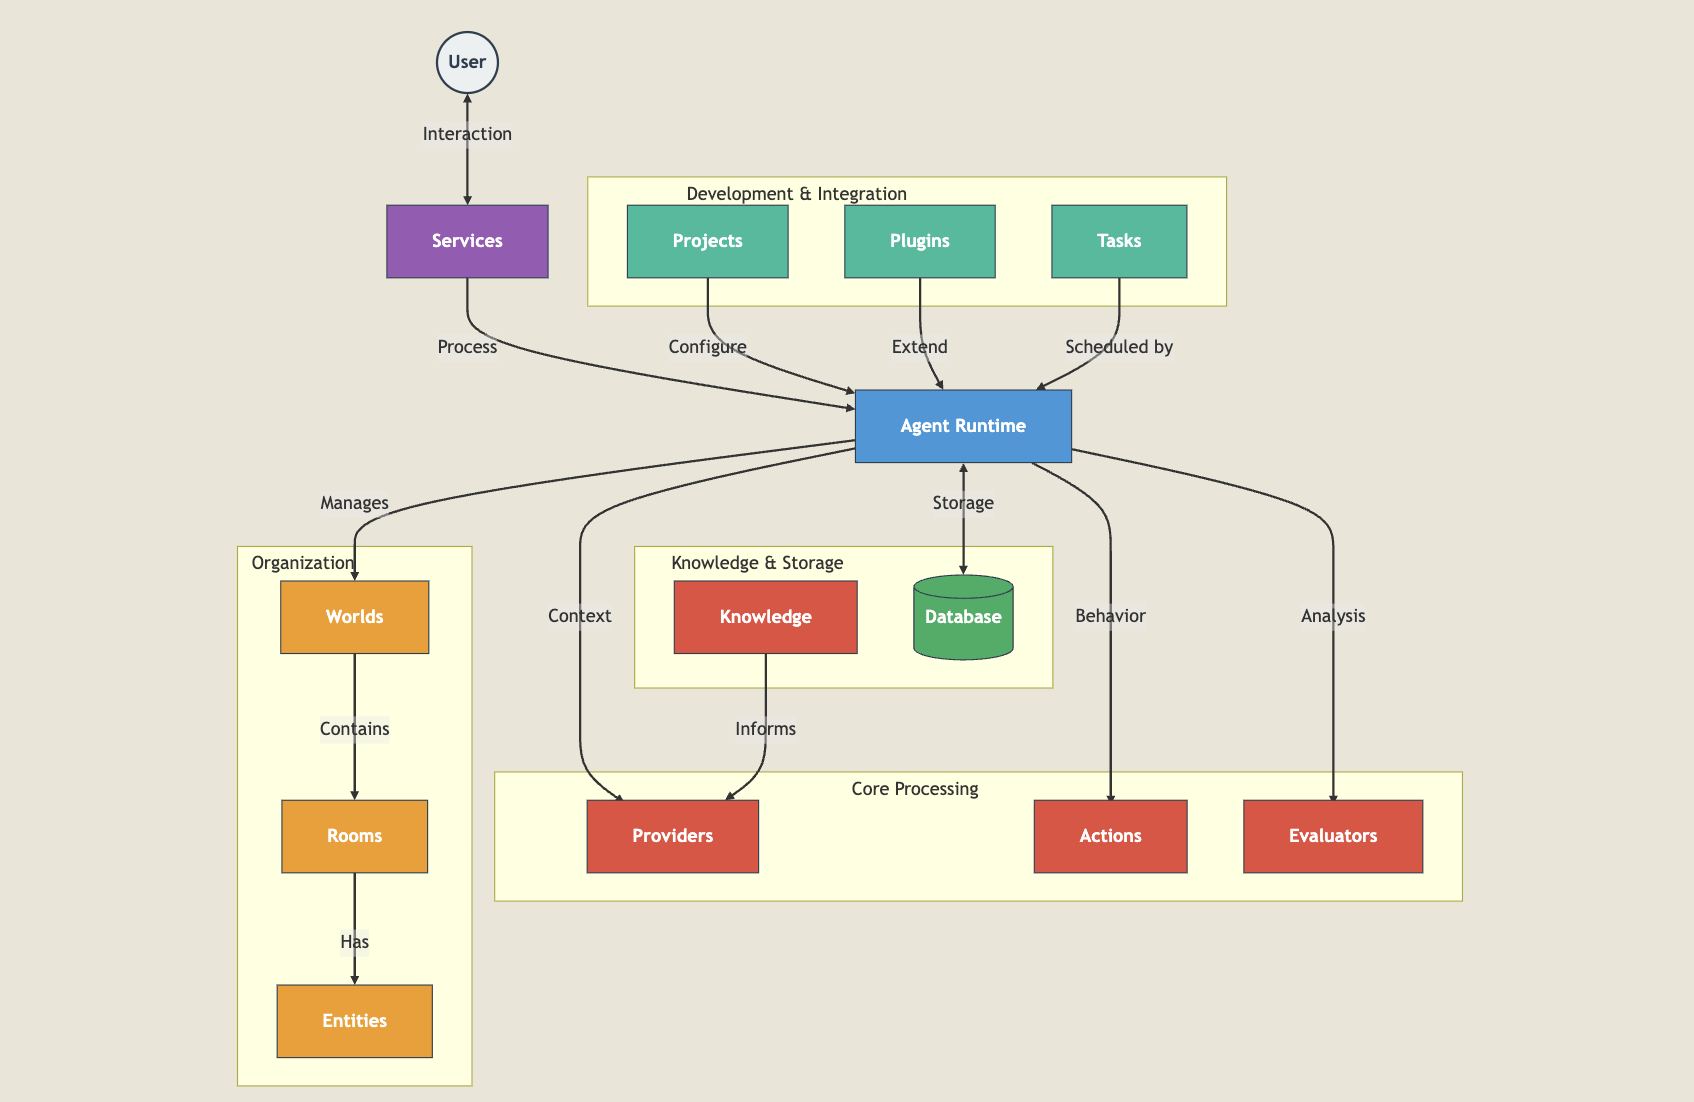 User
Interaction
Development & Integration
Services
Projects
Plugins
Tasks
Process
Configure
Extend
Scheduled by
Agent Runtime
Manages
Storage
Organization
Knowledge & Storage
Worlds
Context
Knowledge
Database
Behavior
Analysis
Contains
Informs
Core Processing
Rooms
Providers
Actions
Evaluators
Has
Entities